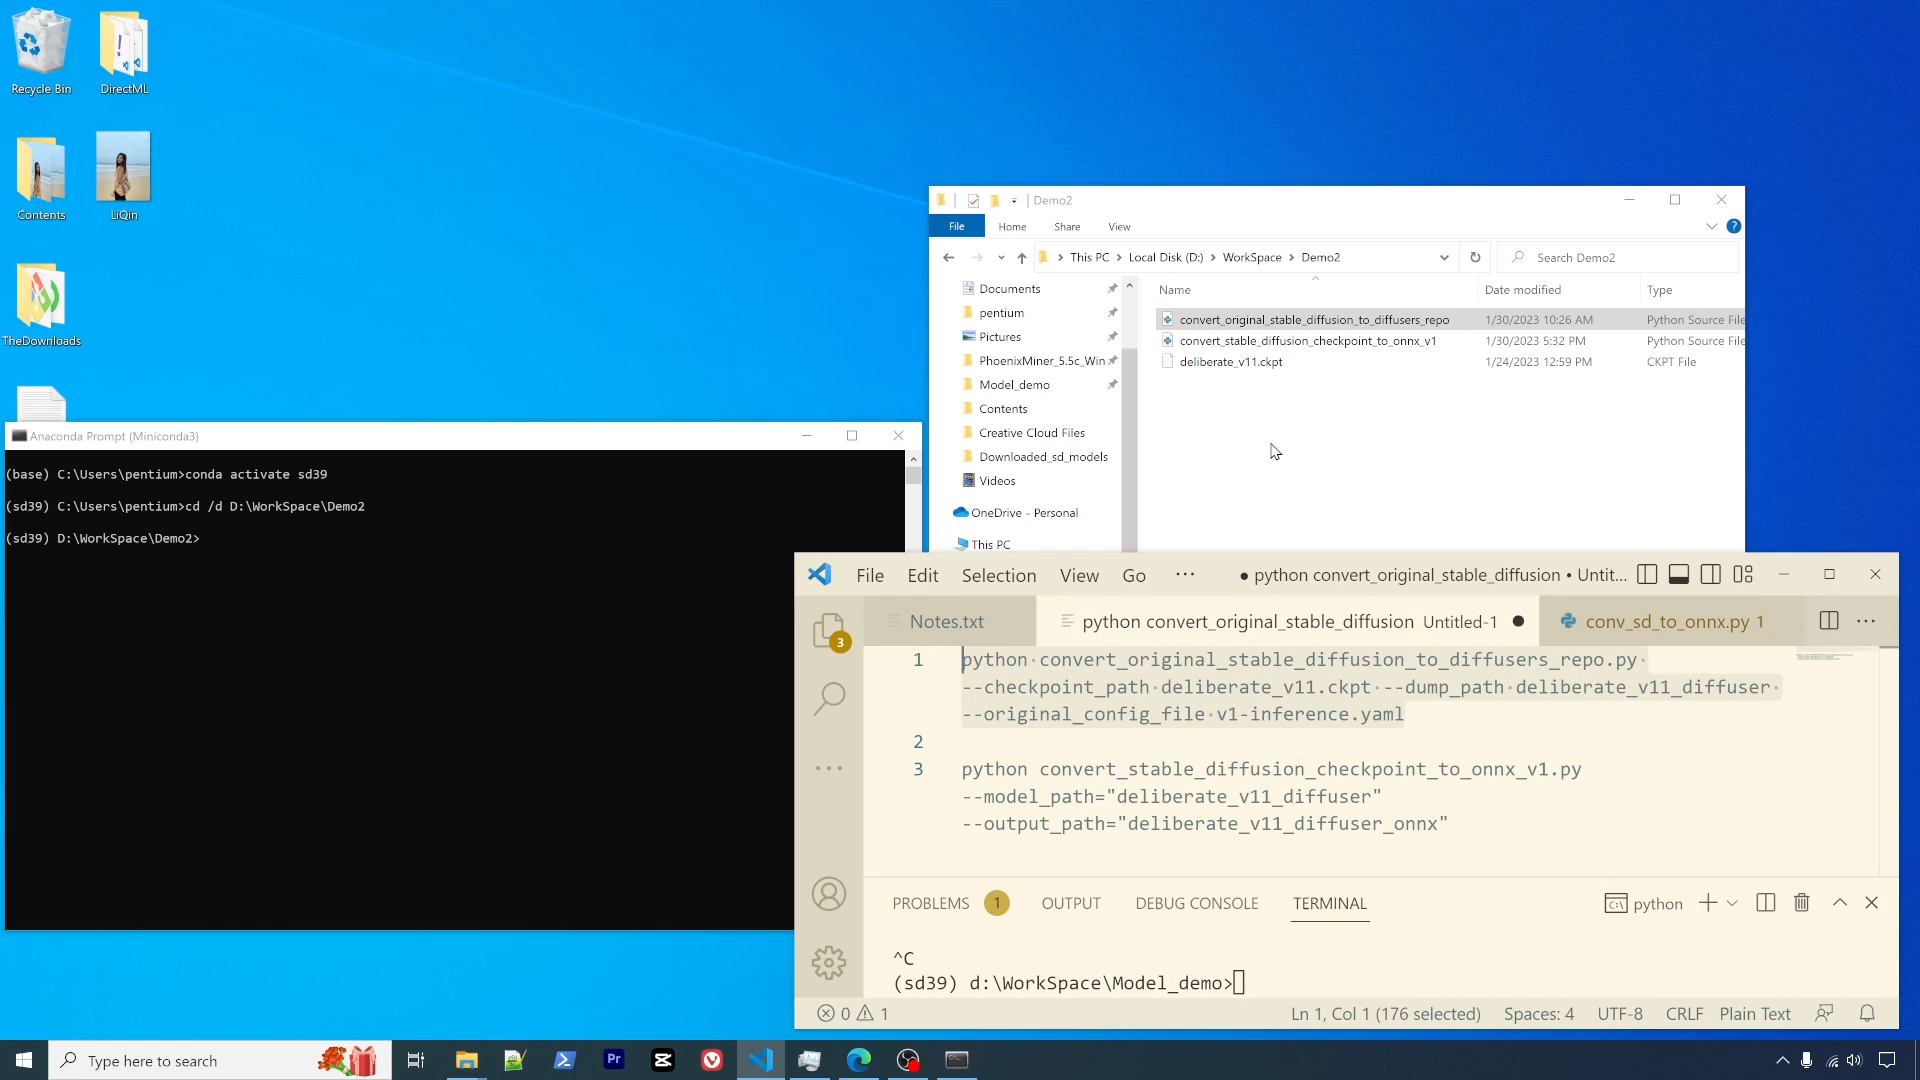 Recycle Bin
DirectML
Contents
LiQin
TheDownloads
Demo2
File
Home
Share
View
This PC
Local Disk (D:)
WorkSpace
Demo2
Search Demo2
Documents
pentium
Pictures
PhoenixMiner_5.5c_Win
Model_demo
Contents
Creative Cloud Files
Downloaded_sd_models
Videos
OneDrive - Personal
This PC
Name
Date modified
Type
convert_original_stable_diffusion_to_diffusers_repo
1/30/2023 10:26 AM
Python Source File
convert_stable_diffusion_checkpoint_to_onnx_v1
1/30/2023 5:32 PM
Python Source File
deliberate_v11.ckpt
1/24/2023 12:59 PM
CKPT File
Anaconda Prompt (Miniconda3)
(base) C:\Users\pentium>conda activate sd39
(sd39) C:\Users\pentium>cd /d D:\WorkSpace\Demo2
(sd39) D:\WorkSpace\Demo2>
File
Edit
Selection
View
Go
···
● python convert_original_stable_diffusion • Untit...
3
Notes.txt
python convert_original_stable_diffusion Untitled-1
conv_sd_to_onnx.py 1
1
python convert_original_stable_diffusion_to_diffusers_repo.py
--checkpoint_path deliberate_v11.ckpt --dump_path deliberate_v11_diffuser
--original_config_file v1-inference.yaml
2
3
python convert_stable_diffusion_checkpoint_to_onnx_v1.py
--model_path="deliberate_v11_diffuser"
--output_path="deliberate_v11_diffuser_onnx"
PROBLEMS
1
OUTPUT
DEBUG CONSOLE
TERMINAL
python
^C
(sd39) d:\WorkSpace\Model_demo>
0
1
Ln 1, Col 1 (176 selected)
Spaces: 4
UTF-8
CRLF
Plain Text
Type here to search
Pr